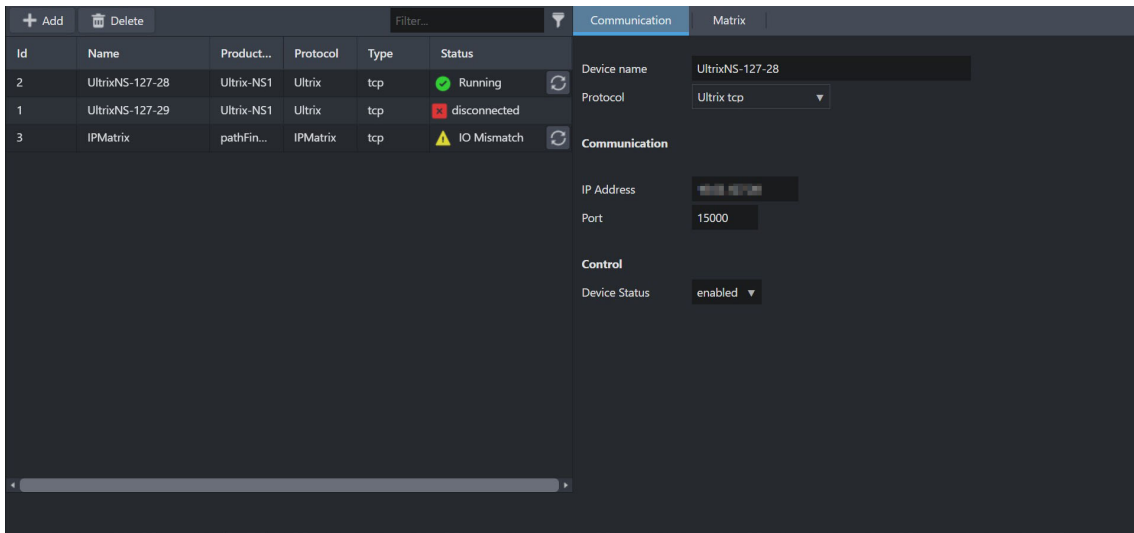 Add Delete Filter... Communication Matrix
Id Name Product... Protocol Type Status
2 UltrixNS-127-28 Ultrix-NS1 Ultrix tcp Running
1 UltrixNS-127-29 Ultrix-NS1 Ultrix tcp disconnected
3 IPMatrix pathFin... IPMatrix tcp IO Mismatch
Device name UltrixNS-127-28
Protocol Ultrix tcp
Communication
IP Address
Port 15000
Control
Device Status enabled